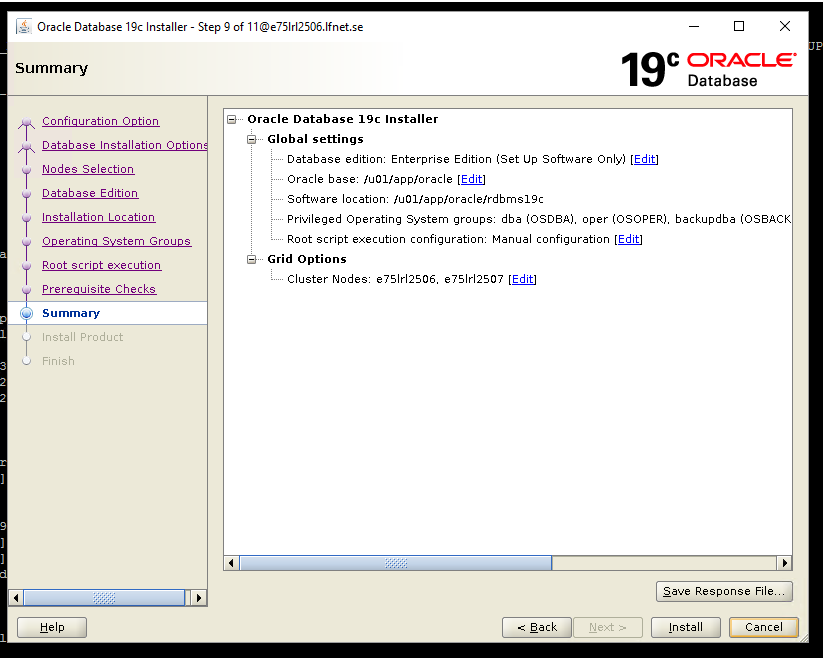 Oracle Database 19c Installer - Step 9 of 11@e75lrl2506.lfnet.se
Summary
19c ORACLE
Database
Configuration Option
Database Installation Options
Nodes Selection
Database Edition
Installation Location
Operating System Groups
Root script execution
Prerequisite Checks
Summary
Install Product
Finish
Oracle Database 19c Installer
Global settings
Database edition: Enterprise Edition (Set Up Software Only) [Edit]
Oracle base: /u01/app/oracle [Edit]
Software location: /u01/app/oracle/rdbms19c
Privileged Operating System groups: dba (OSDBA), oper (OSOPER), backupdba (OSBACK
Root script execution configuration: Manual configuration [Edit]
Grid Options
Cluster Nodes: e75lrl2506, e75lrl2507 [Edit]
Save Response File...
Help
< Back
Next >
Install
Cancel